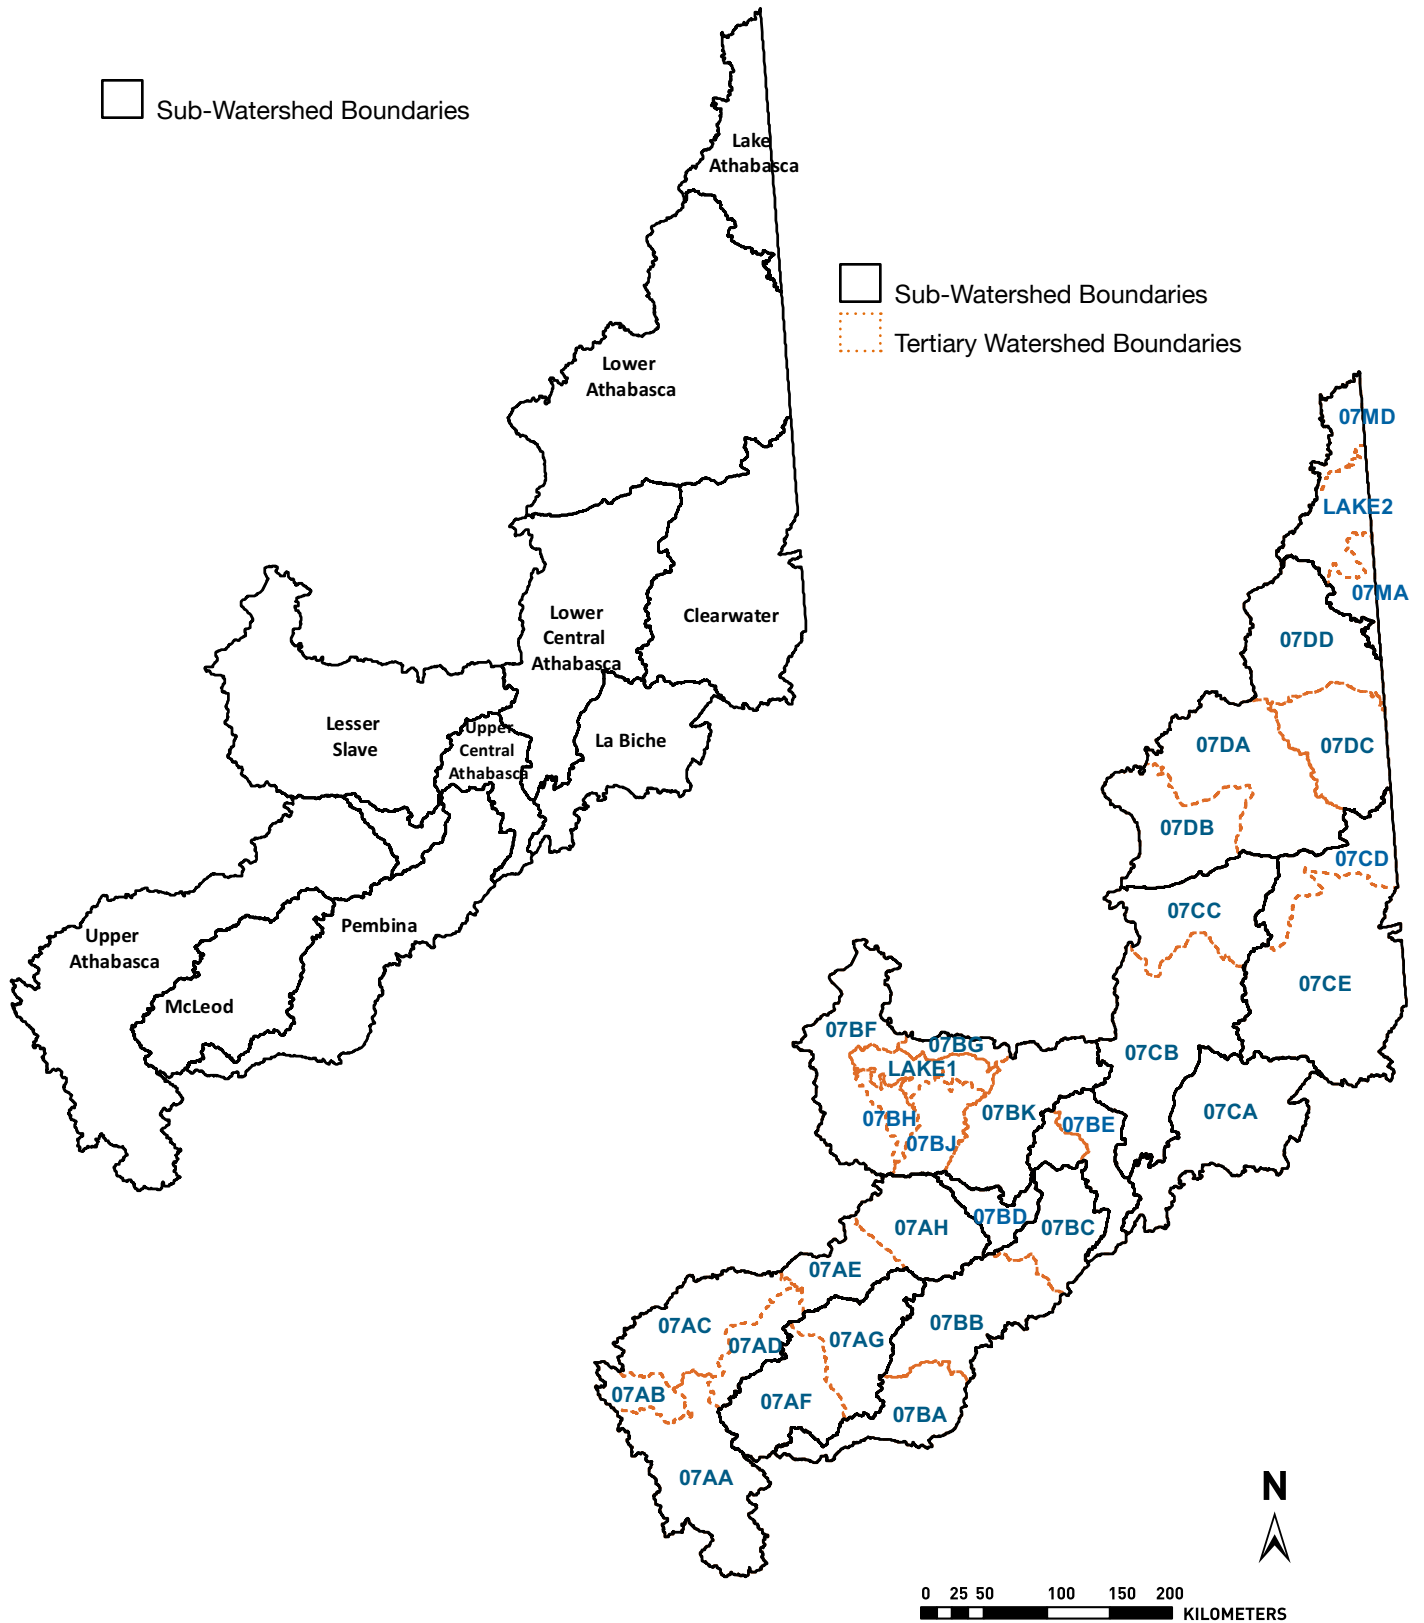 Sub-Watershed Boundaries
Lake
Athabasca
Lower
Athabasca
Lower
Central
Athabasca
Clearwater
Lesser
Slave
Upper
Central
Athabasca
La Biche
Upper
Athabasca
McLeod
Pembina
Sub-Watershed Boundaries
Tertiary Watershed Boundaries
07MD
LAKE2
07MA
07DD
07DA
07DC
07DB
07CD
07CC
07CE
07BF
07BG
07CB
LAKE1
07BH
07BK
07BE
07CA
07BJ
07BD
07AH
07BC
07AE
07AC
07AD
07AG
07BB
07AB
07AF
07BA
07AA
N
0 25 50 100 150 200
KILOMETERS